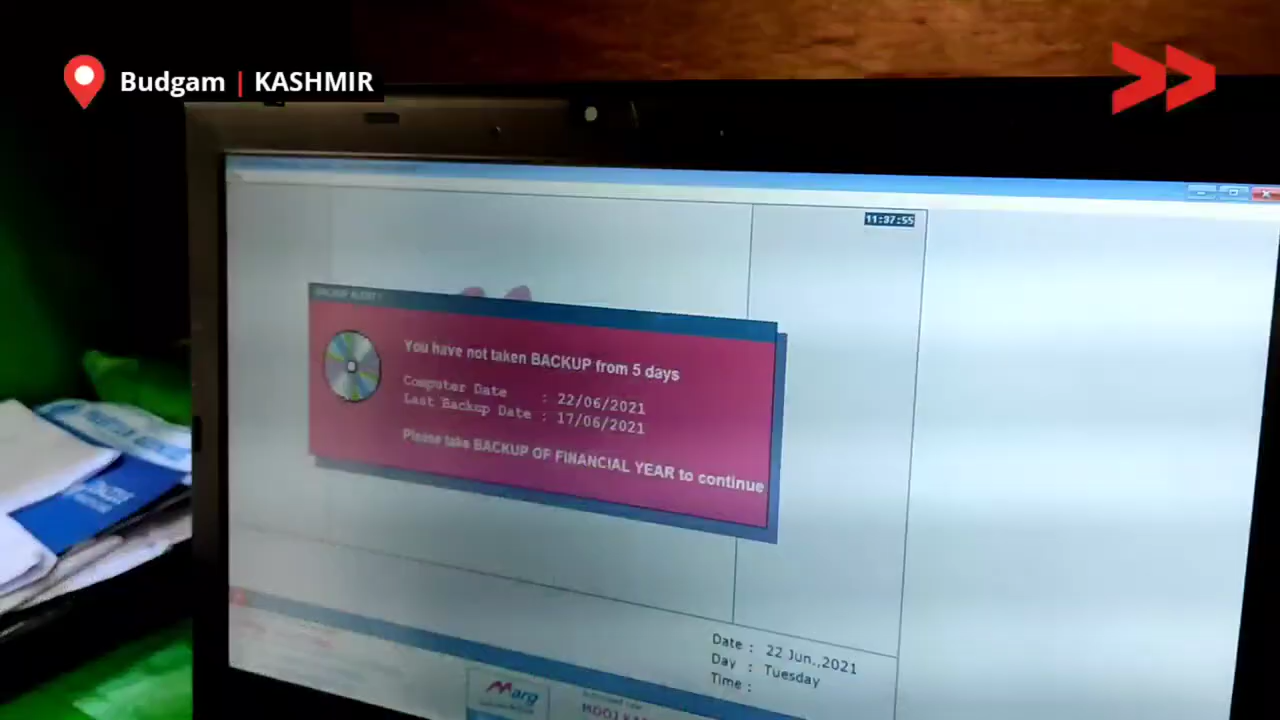 Budgam | KASHMIR
11:37:55
BACKUP ALERT !
You have not taken BACKUP from 5 days
Computer Date : 22/06/2021
Last Backup Date : 17/06/2021
Please take BACKUP OF FINANCIAL YEAR to continue
Date : 22 Jun.,2021
Day : Tuesday
Time :
Marg